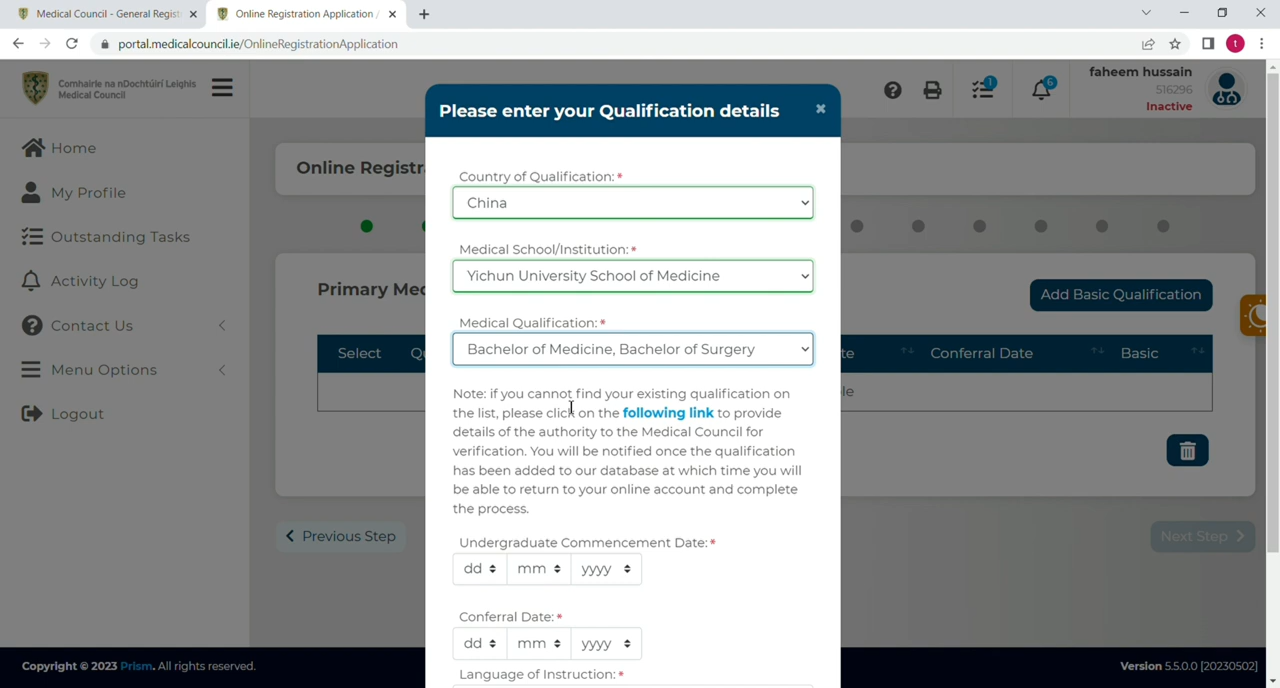 Medical Council - General Regist
Online Registration Application /
portal.medicalcouncil.ie/OnlineRegistrationApplication
t
Comhairle na nDochtúirí Leighis
Medical Council
1
6
faheem hussain
516296
Inactive
Home
My Profile
Outstanding Tasks
Activity Log
Contact Us
Menu Options
Logout
Online Registr
Primary Med
Add Basic Qualification
Select
Qu
te
Conferral Date
Basic
le
Previous Step
Next Step
Please enter your Qualification details
Country of Qualification: *
China
Medical School/Institution: *
Yichun University School of Medicine
Medical Qualification: *
Bachelor of Medicine, Bachelor of Surgery
Note: if you cannot find your existing qualification on
the list, please click on the following link to provide
details of the authority to the Medical Council for
verification. You will be notified once the qualification
has been added to our database at which time you will
be able to return to your online account and complete
the process.
Undergraduate Commencement Date: *
dd mm yyyy
Conferral Date: *
dd mm yyyy
Language of Instruction: *
Copyright © 2023 Prism. All rights reserved.
Version 5.5.0.0 [20230502]